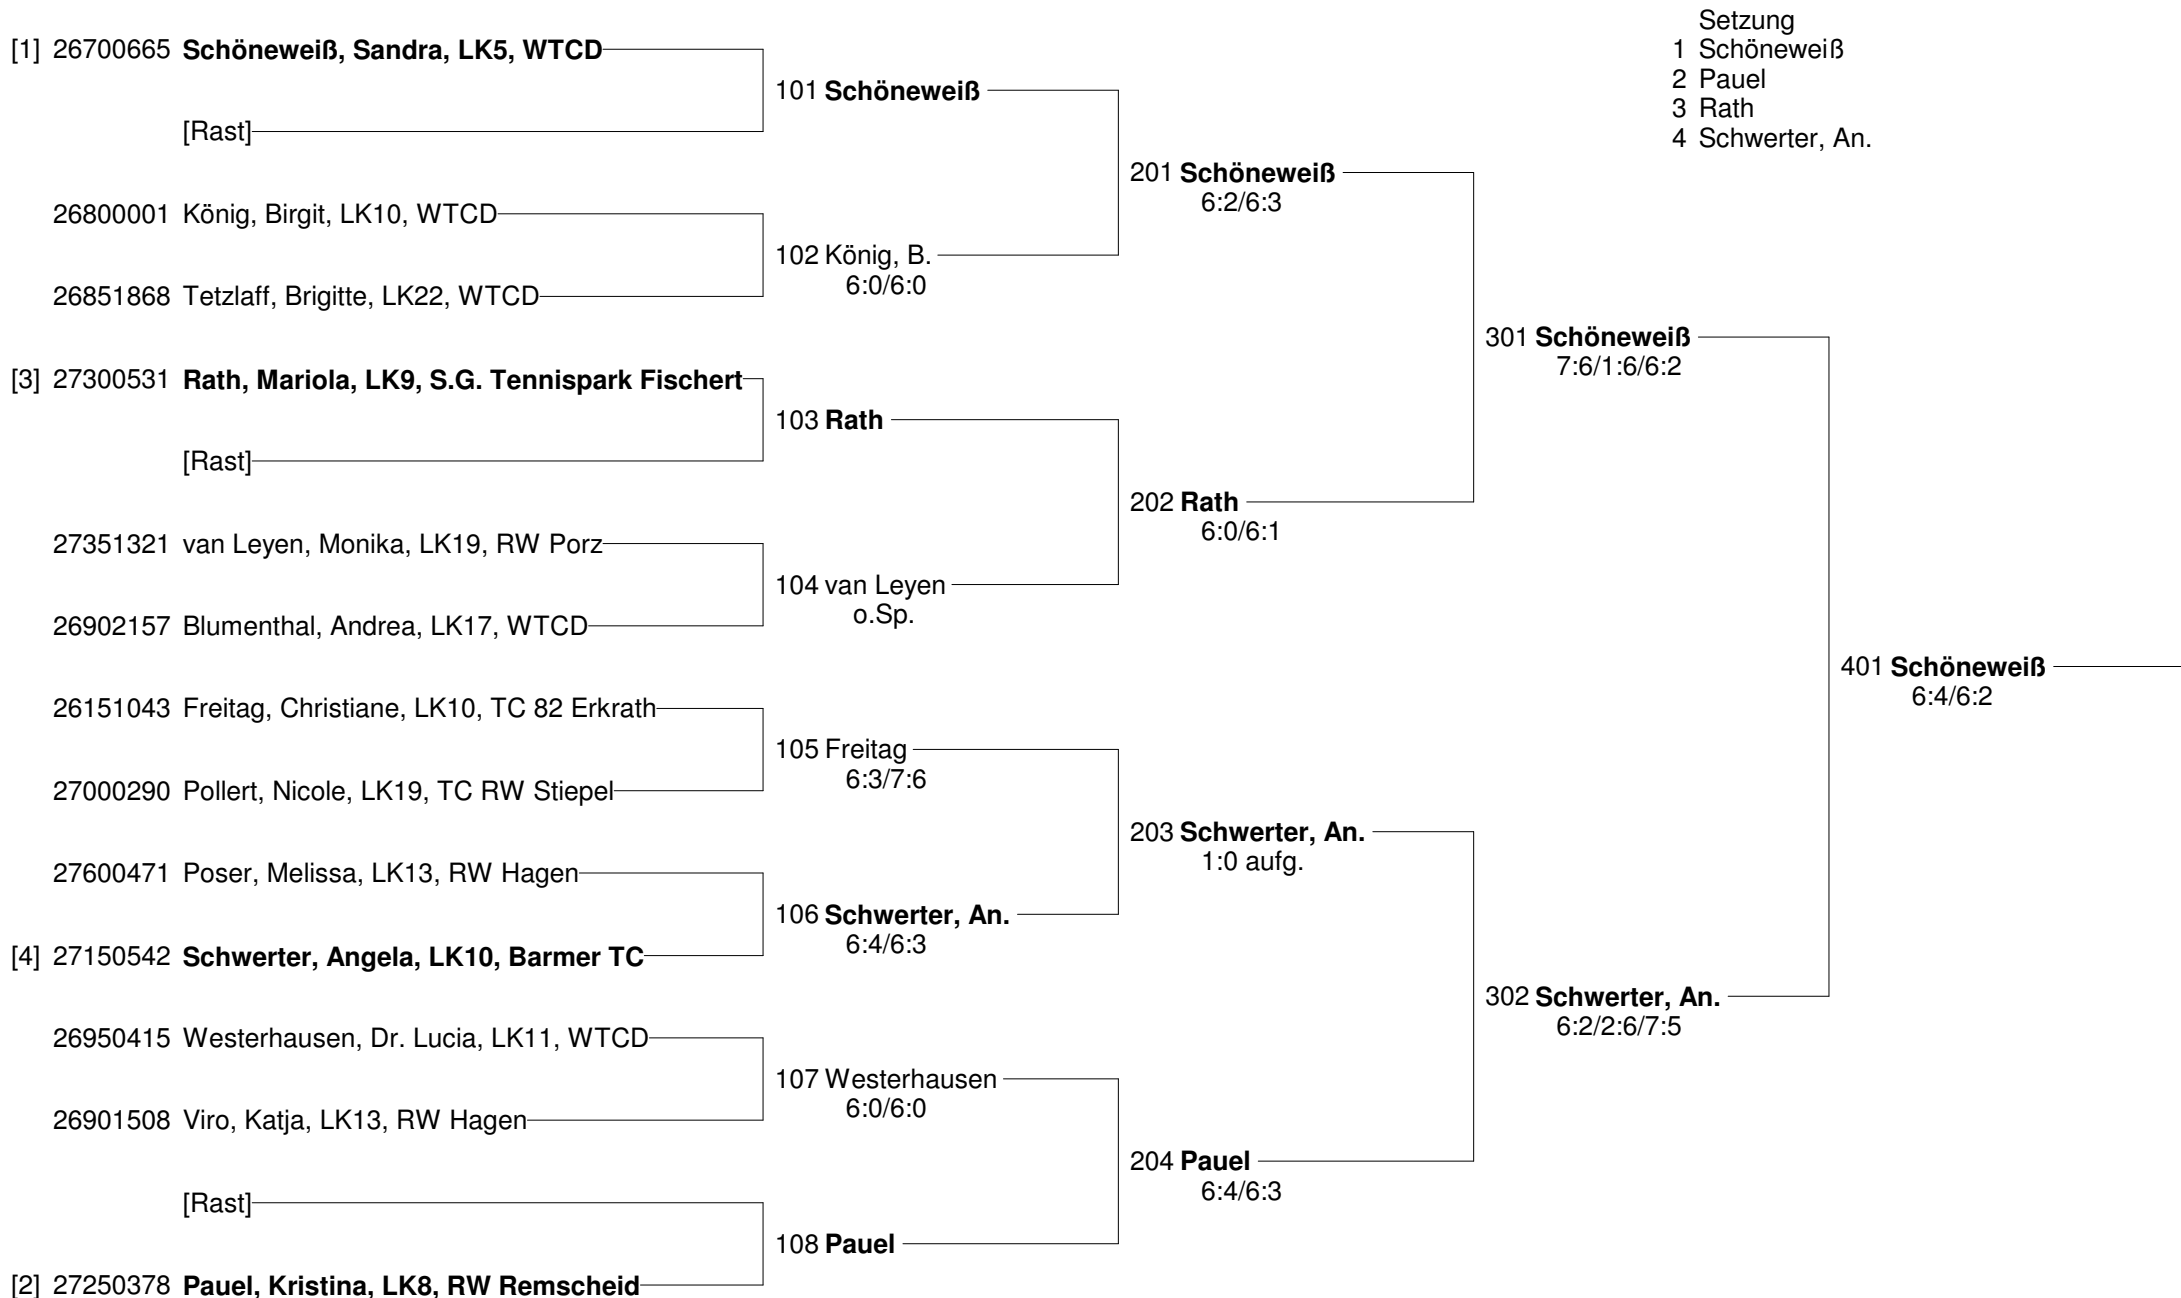 Setzung
1 Schöneweiß
2 Pauel
3 Rath
4 Schwerter, An.
[1] 26700665 Schöneweiß, Sandra, LK5, WTCD
[Rast]
26800001 König, Birgit, LK10, WTCD
26851868 Tetzlaff, Brigitte, LK22, WTCD
[3] 27300531 Rath, Mariola, LK9, S.G. Tennispark Fischert
[Rast]
27351321 van Leyen, Monika, LK19, RW Porz
26902157 Blumenthal, Andrea, LK17, WTCD
26151043 Freitag, Christiane, LK10, TC 82 Erkrath
27000290 Pollert, Nicole, LK19, TC RW Stiepel
27600471 Poser, Melissa, LK13, RW Hagen
[4] 27150542 Schwerter, Angela, LK10, Barmer TC
26950415 Westerhausen, Dr. Lucia, LK11, WTCD
26901508 Viro, Katja, LK13, RW Hagen
[Rast]
[2] 27250378 Pauel, Kristina, LK8, RW Remscheid
101 Schöneweiß
102 König, B.
6:0/6:0
103 Rath
104 van Leyen
o.Sp.
105 Freitag
6:3/7:6
106 Schwerter, An.
6:4/6:3
107 Westerhausen
6:0/6:0
108 Pauel
201 Schöneweiß
6:2/6:3
202 Rath
6:0/6:1
203 Schwerter, An.
1:0 aufg.
204 Pauel
6:4/6:3
301 Schöneweiß
7:6/1:6/6:2
302 Schwerter, An.
6:2/2:6/7:5
401 Schöneweiß
6:4/6:2